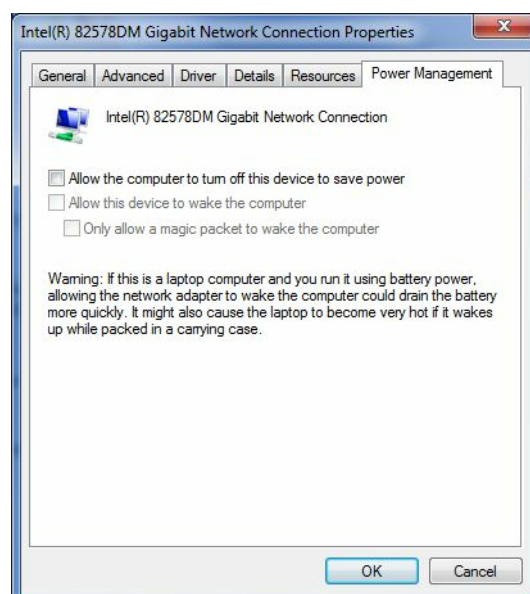 Intel(R) 82578DM Gigabit Network Connection Properties
General Advanced Driver Details Resources Power Management
Intel(R) 82578DM Gigabit Network Connection
Allow the computer to turn off this device to save power
Allow this device to wake the computer
Only allow a magic packet to wake the computer
Warning: If this is a laptop computer and you run it using battery power,
allowing the network adapter to wake the computer could drain the battery
more quickly. It might also cause the laptop to become very hot if it wakes
up while packed in a carrying case.
OK Cancel